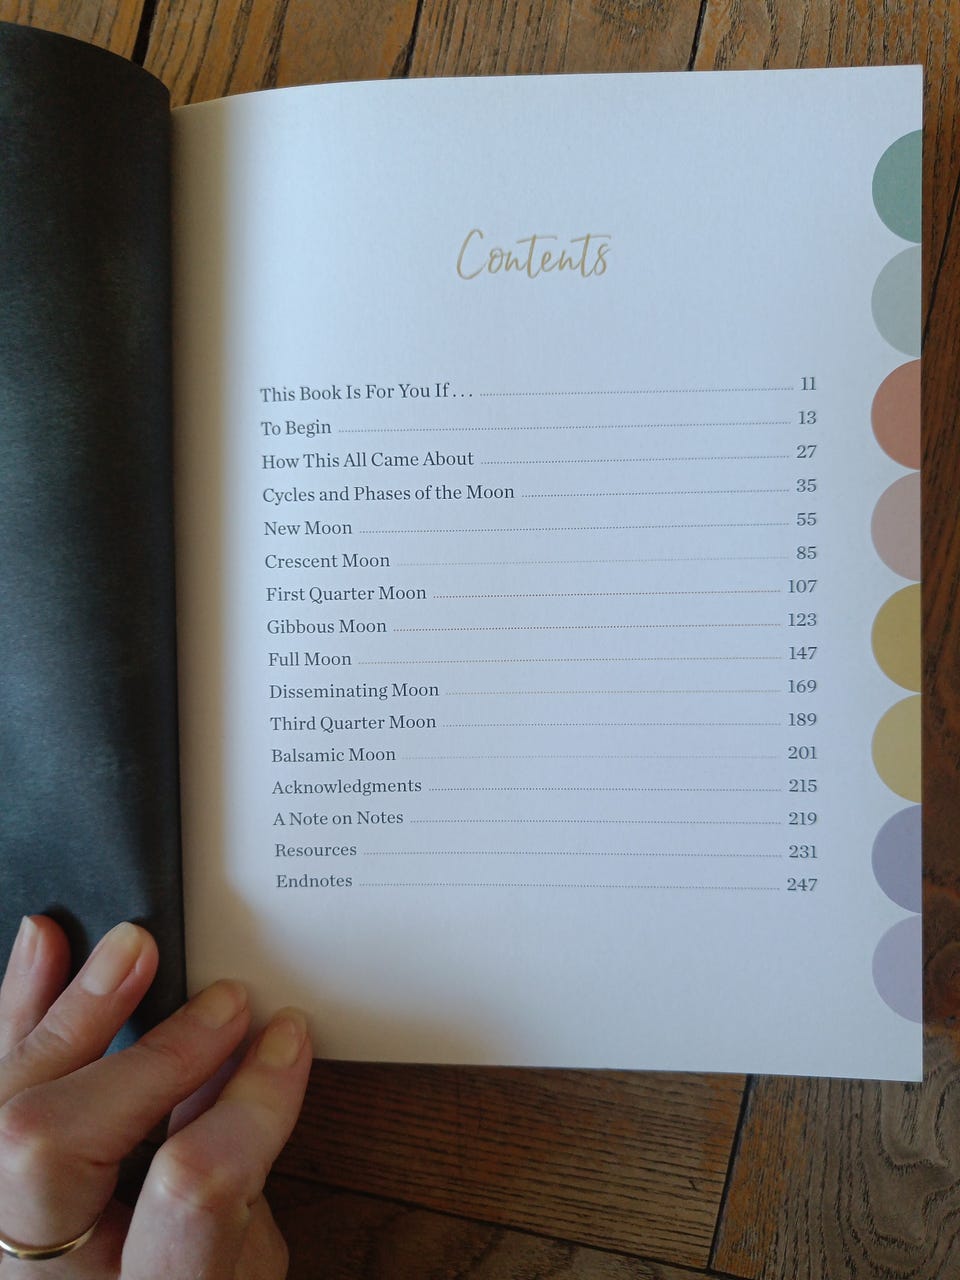 Contents
This Book Is For You If . . . 11
To Begin 13
How This All Came About 27
Cycles and Phases of the Moon 35
New Moon 55
Crescent Moon 85
First Quarter Moon 107
Gibbous Moon 123
Full Moon 147
Disseminating Moon 169
Third Quarter Moon 189
Balsamic Moon 201
Acknowledgments 215
A Note on Notes 219
Resources 231
Endnotes 247